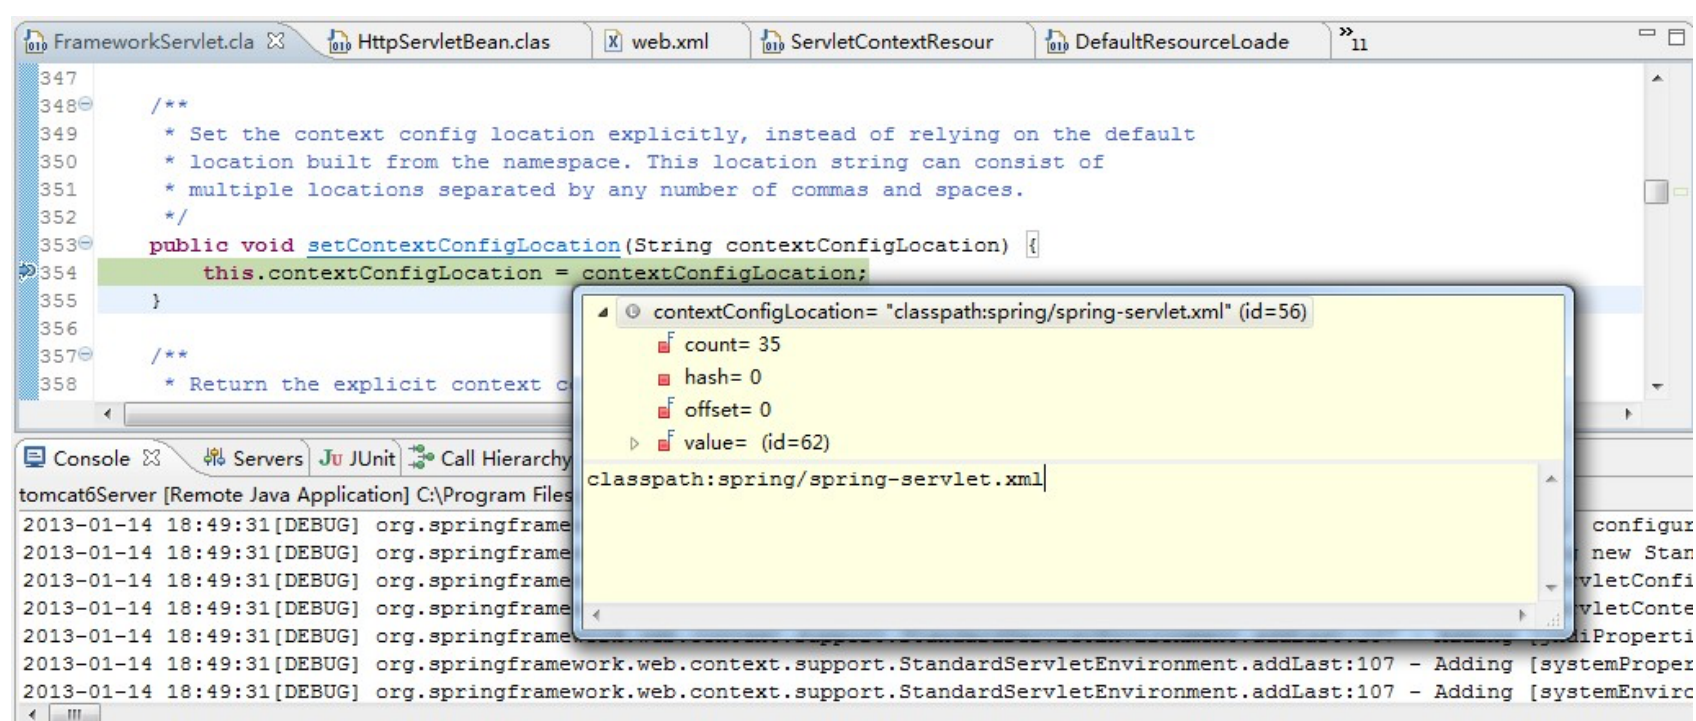 FrameworkServlet.cla HttpServletBean.clas web.xml ServletContextResour DefaultResourceLoade »11
347
348 /**
349 * Set the context config location explicitly, instead of relying on the default
350 * location built from the namespace. This location string can consist of
351 * multiple locations separated by any number of commas and spaces.
352 */
353 public void setContextConfigLocation(String contextConfigLocation) {
354 this.contextConfigLocation = contextConfigLocation;
355 }
356
357 /**
358 * Return the explicit context c
contextConfigLocation= "classpath:spring/spring-servlet.xml" (id=56)
count= 35
hash= 0
offset= 0
value= (id=62)
classpath:spring/spring-servlet.xml
Console Servers JUnit Call Hierarchy
tomcat6Server [Remote Java Application] C:\Program Files
2013-01-14 18:49:31[DEBUG] org.springframe configur
2013-01-14 18:49:31[DEBUG] org.springframe new Stan
2013-01-14 18:49:31[DEBUG] org.springframe vletConfi
2013-01-14 18:49:31[DEBUG] org.springframe vletConte
2013-01-14 18:49:31[DEBUG] org.springframe diProperti
2013-01-14 18:49:31[DEBUG] org.springframework.web.context.support.StandardServletEnvironment.addLast:107 - Adding [systemProper
2013-01-14 18:49:31[DEBUG] org.springframework.web.context.support.StandardServletEnvironment.addLast:107 - Adding [systemEnviro